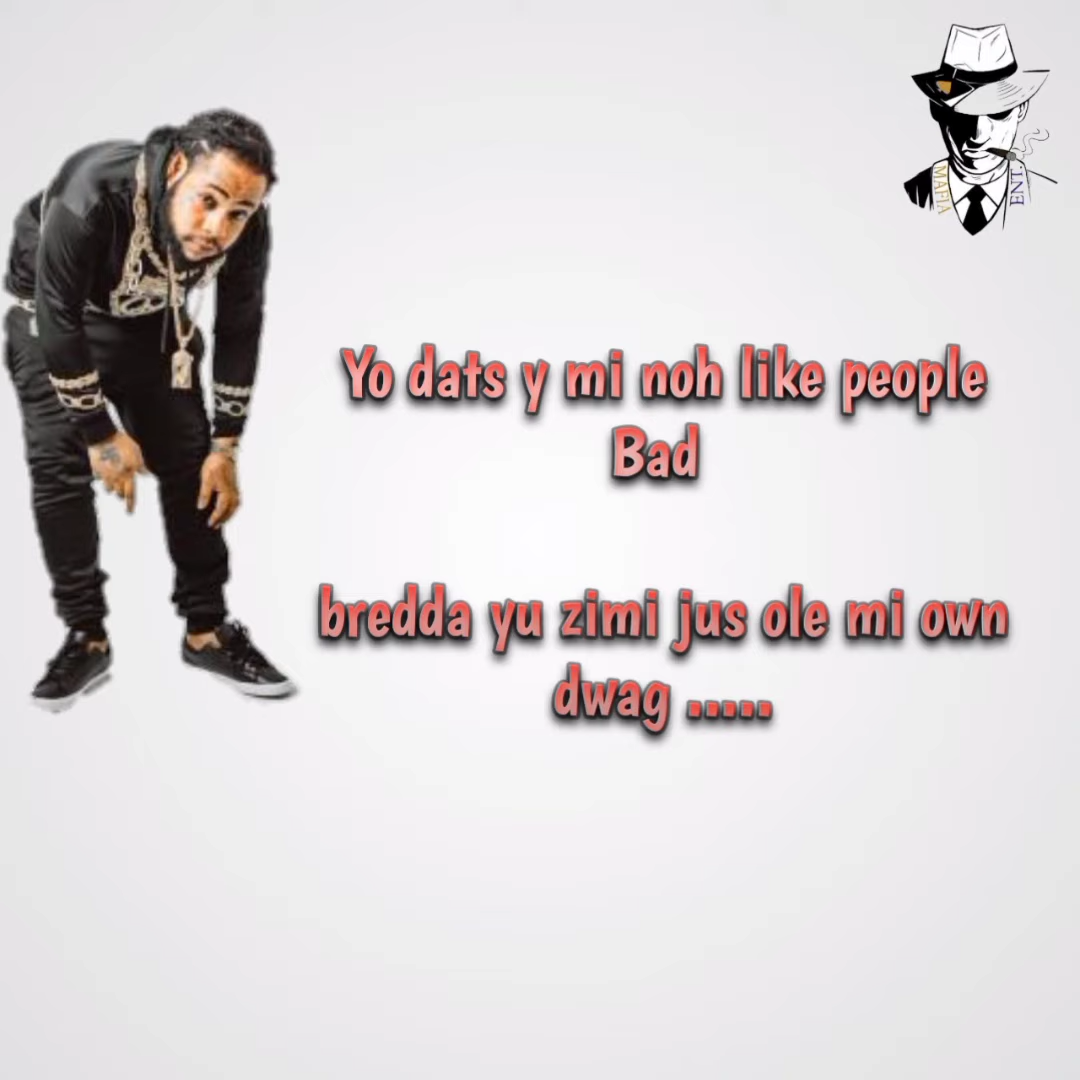 MAFIA ENT.
Yo dats y mi noh like people
Bad
bredda yu zimi jus ole mi own
dwag .....